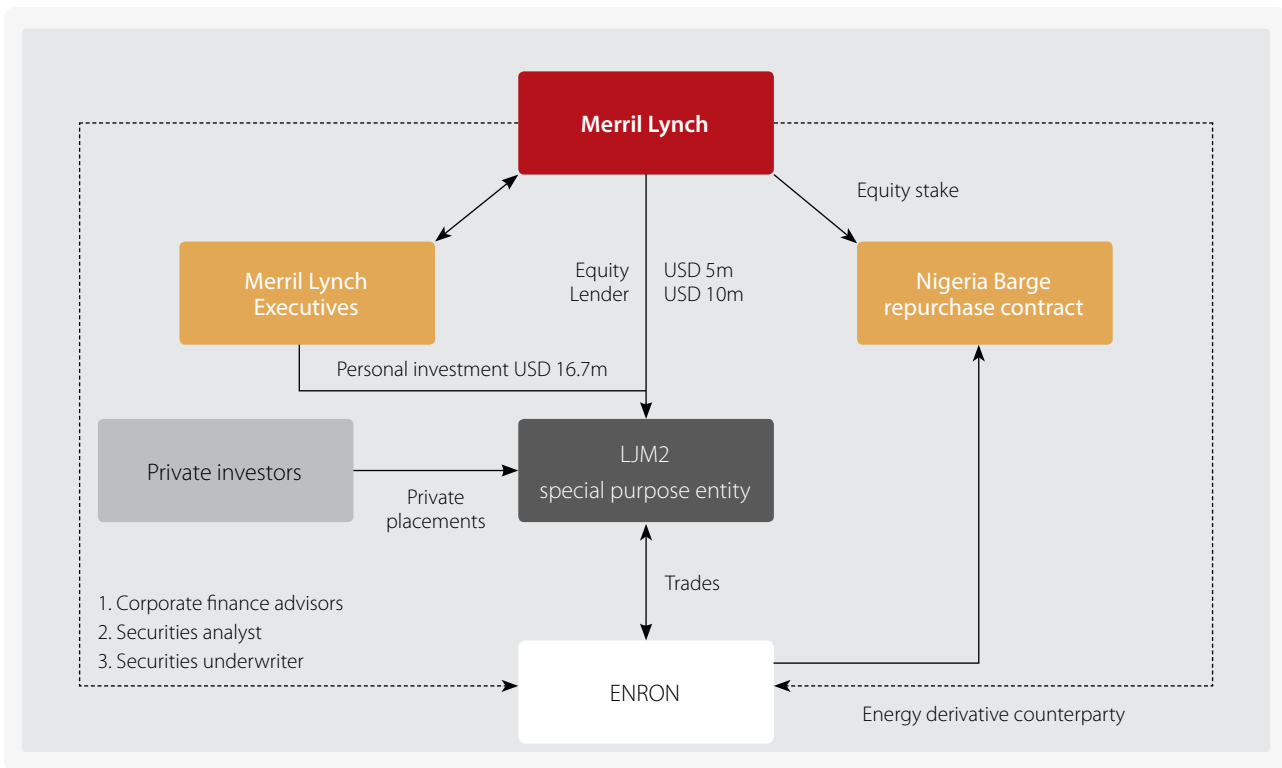 Merril Lynch
Equity stake
Merril Lynch
Executives
Equity
Lender
USD 5m
USD 10m
Nigeria Barge
repurchase contract
Personal investment USD 16.7m
Private investors
Private
placements
LJM2
special purpose entity
Trades
1. Corporate finance advisors
2. Securities analyst
3. Securities underwriter
ENRON
Energy derivative counterparty